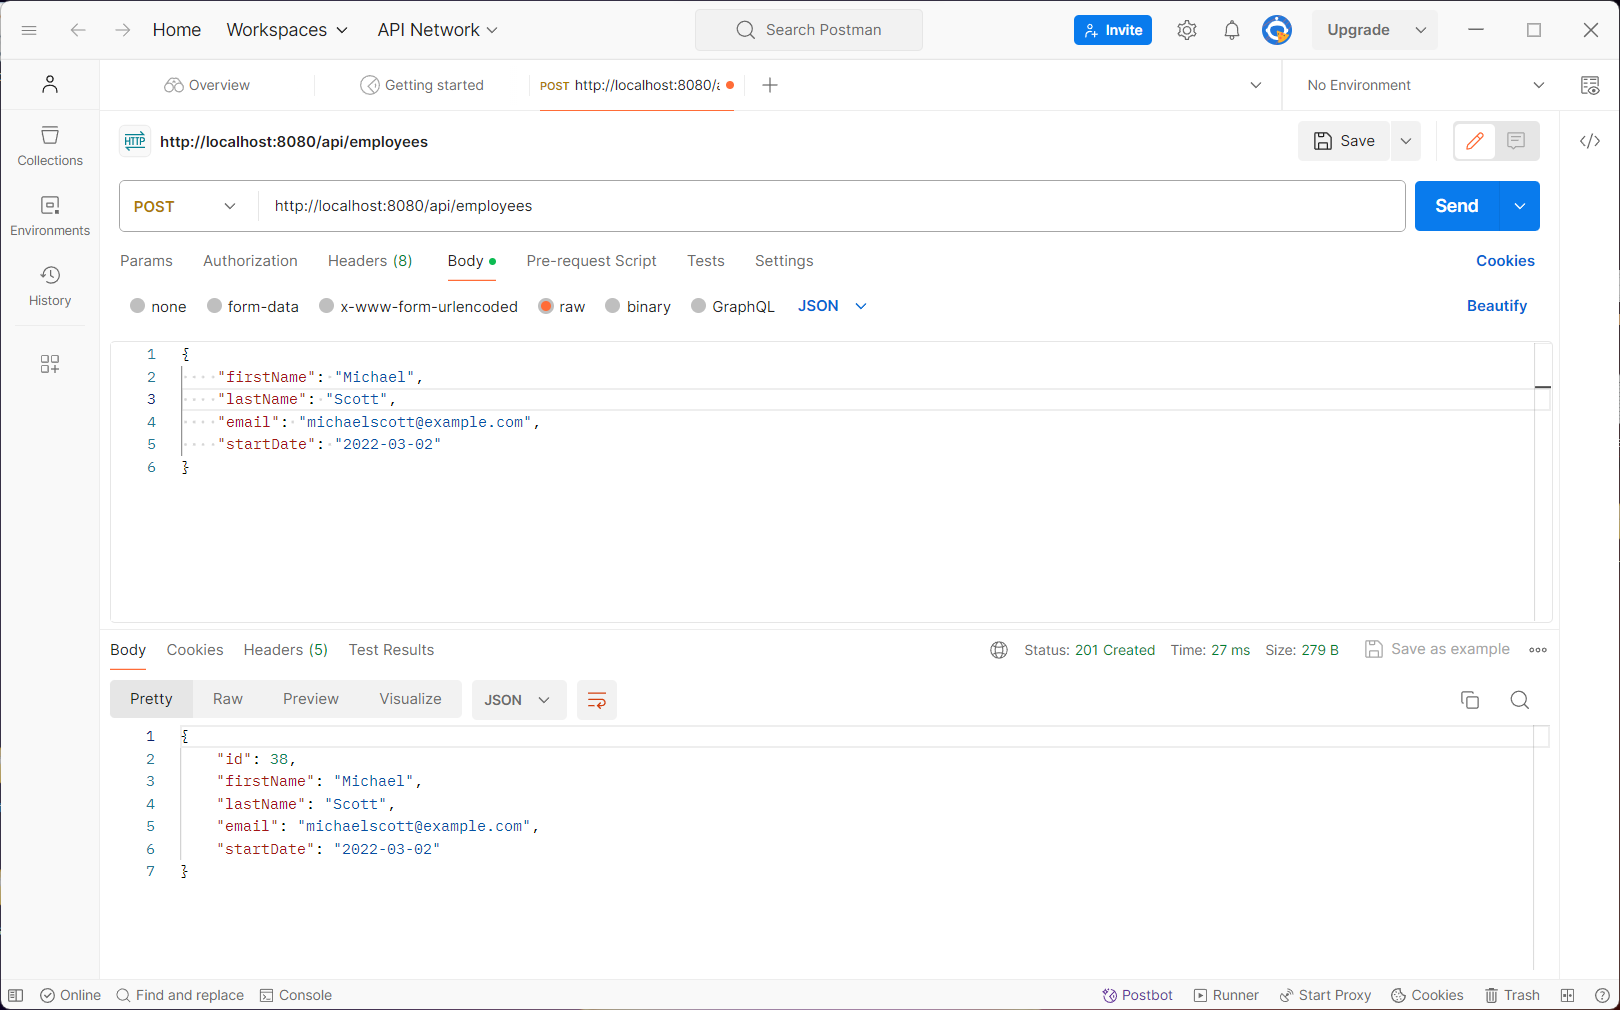 Home Workspaces API Network Search Postman Invite Upgrade
Overview Getting started POST http://localhost:8080/a No Environment
HTTP http://localhost:8080/api/employees Save
POST http://localhost:8080/api/employees Send
Params Authorization Headers (8) Body Pre-request Script Tests Settings Cookies
none form-data x-www-form-urlencoded raw binary GraphQL JSON Beautify
Collections
Environments
History
1 {
2 "firstName": "Michael",
3 "lastName": "Scott",
4 "email": "michaelscott@example.com",
5 "startDate": "2022-03-02"
6 }
Body Cookies Headers (5) Test Results Status: 201 Created Time: 27 ms Size: 279 B Save as example
Pretty Raw Preview Visualize JSON
1 {
2 "id": 38,
3 "firstName": "Michael",
4 "lastName": "Scott",
5 "email": "michaelscott@example.com",
6 "startDate": "2022-03-02"
7 }
Online Find and replace Console Postbot Runner Start Proxy Cookies Trash